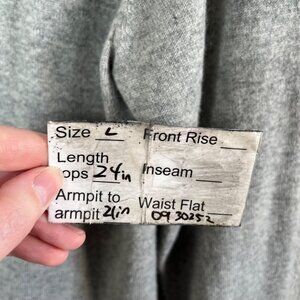 Size L Front Rise
Length
ops 24in Inseam
Armpit to Waist Flat
armpit 21in 09 30252